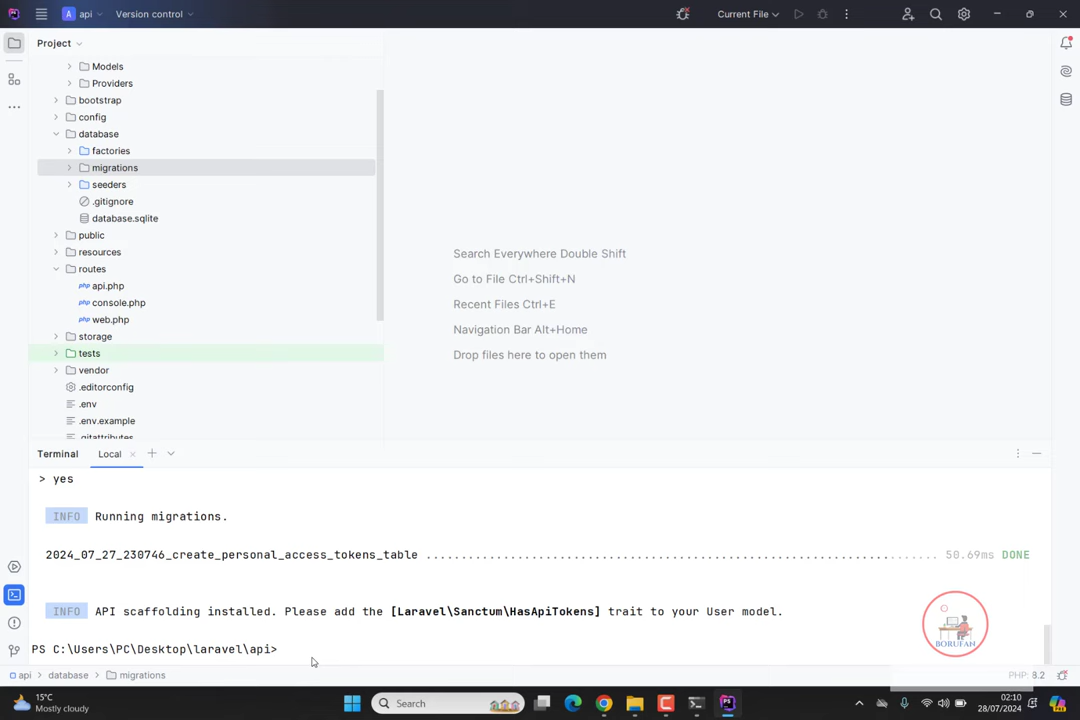 api
Version control
Current File
Project
Models
Providers
bootstrap
config
database
factories
migrations
seeders
.gitignore
database.sqlite
public
resources
routes
php api.php
php console.php
php web.php
storage
tests
vendor
.editorconfig
.env
.env.example
.gitattributes
Search Everywhere Double Shift
Go to File Ctrl+Shift+N
Recent Files Ctrl+E
Navigation Bar Alt+Home
Drop files here to open them
Terminal
Local
> yes
INFO Running migrations.
2024_07_27_230746_create_personal_access_tokens_table ........................................................................ 50.69ms DONE
INFO API scaffolding installed. Please add the [Laravel\Sanctum\HasApiTokens] trait to your User model.
PS C:\Users\PC\Desktop\laravel\api>
BORUFAN
api > database > migrations
PHP: 8.2
15°C
Mostly cloudy
Search
02:10
28/07/2024